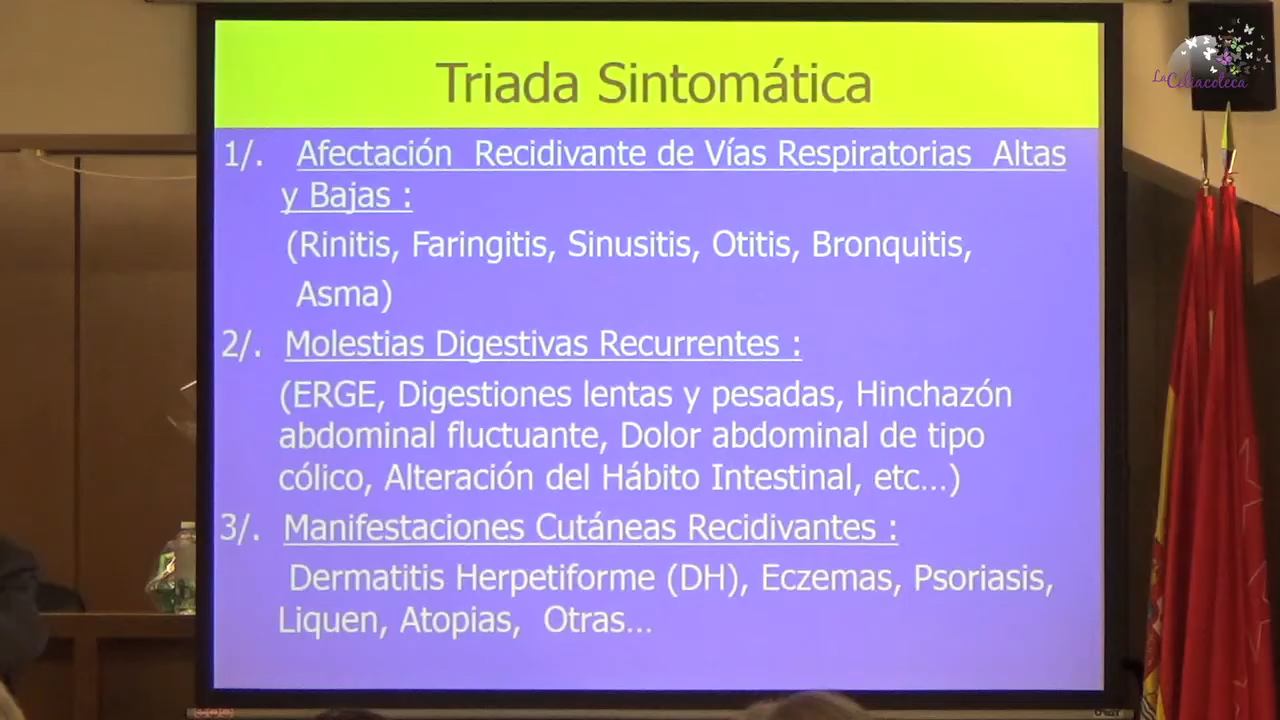 Triada Sintomática
1/. Afectación Recidivante de Vías Respiratorias Altas
y Bajas :
(Rinitis, Faringitis, Sinusitis, Otitis, Bronquitis,
Asma)
2/. Molestias Digestivas Recurrentes :
(ERGE, Digestiones lentas y pesadas, Hinchazón
abdominal fluctuante, Dolor abdominal de tipo
cólico, Alteración del Hábito Intestinal, etc...)
3/. Manifestaciones Cutáneas Recidivantes :
Dermatitis Herpetiforme (DH), Eczemas, Psoriasis,
Liquen, Atopias, Otras...
La Celiacoteca